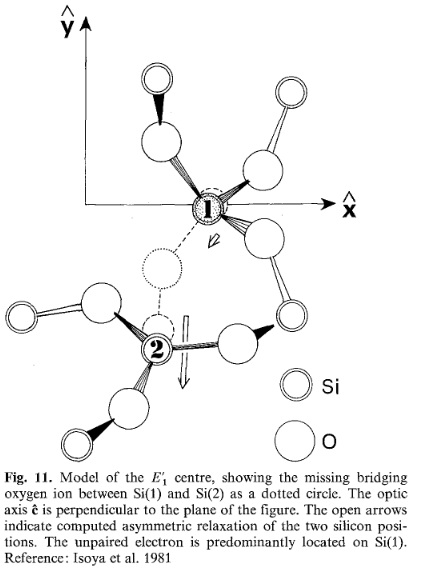 ŷ
1
x̂
2
Si
O
Fig. 11. Model of the E′₁ centre, showing the missing bridging
oxygen ion between Si(1) and Si(2) as a dotted circle. The optic
axis ĉ is perpendicular to the plane of the figure. The open arrows
indicate computed asymmetric relaxation of the two silicon posi-
tions. The unpaired electron is predominantly located on Si(1).
Reference: Isoya et al. 1981